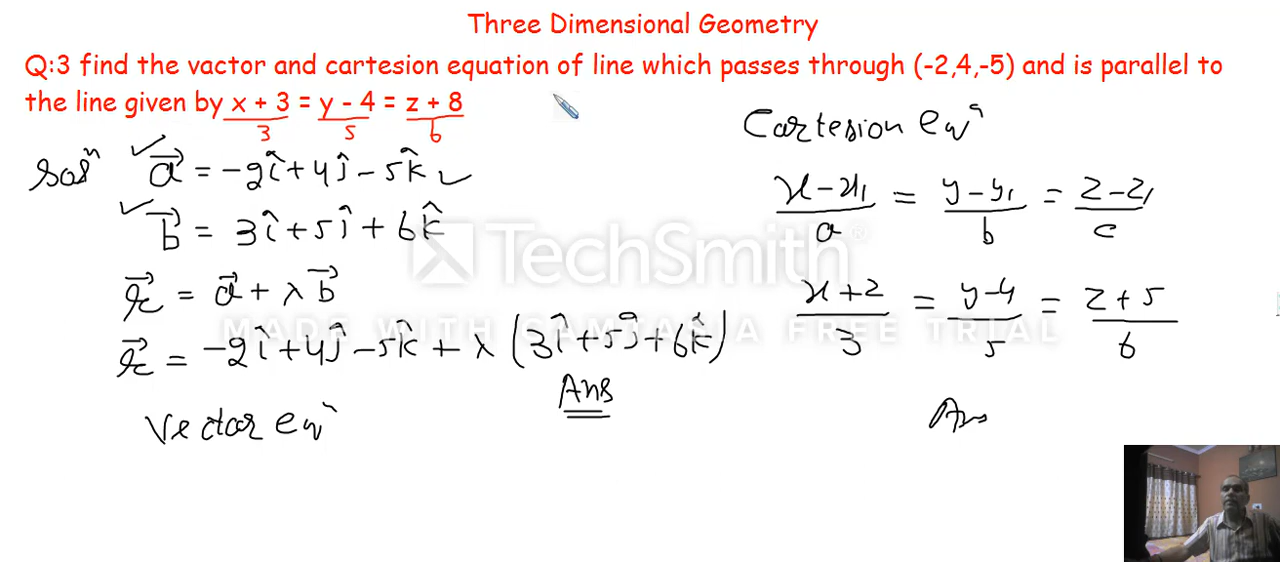 Three Dimensional Geometry
Q:3 find the vactor and cartesion equation of line which passes through (-2,4,-5) and is parallel to
the line given by x + 3 = y - 4 = z + 8
3 5 6
Solⁿ ✓ a⃗ = -2î + 4ĵ - 5k̂ ✓
✓ b⃗ = 3î + 5ĵ + 6k̂
r⃗ = a⃗ + λ b⃗
r⃗ = -2î + 4ĵ - 5k̂ + λ (3î + 5ĵ + 6k̂)
Ans
Vector eqⁿ
Cartesion eqⁿ
x - x₁ = y - y₁ = z - z₁
a b c
x + 2 = y - 4 = z + 5
3 5 6
Ans
TechSmith
MADE WITH CAMTASIA FREE TRIAL